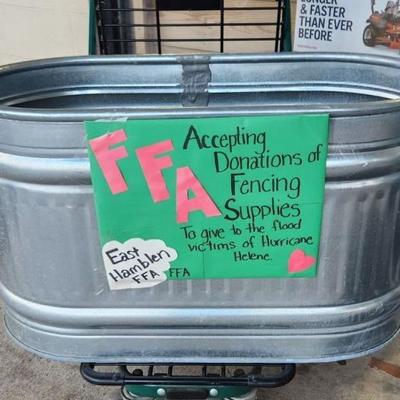 & FASTER
THAN EVER
BEFORE
FFA
Accepting
Donations of
Fencing
Supplies
To give to the flood
victims of Hurricane
Helene.
East
Hamblen
FFA
FFA